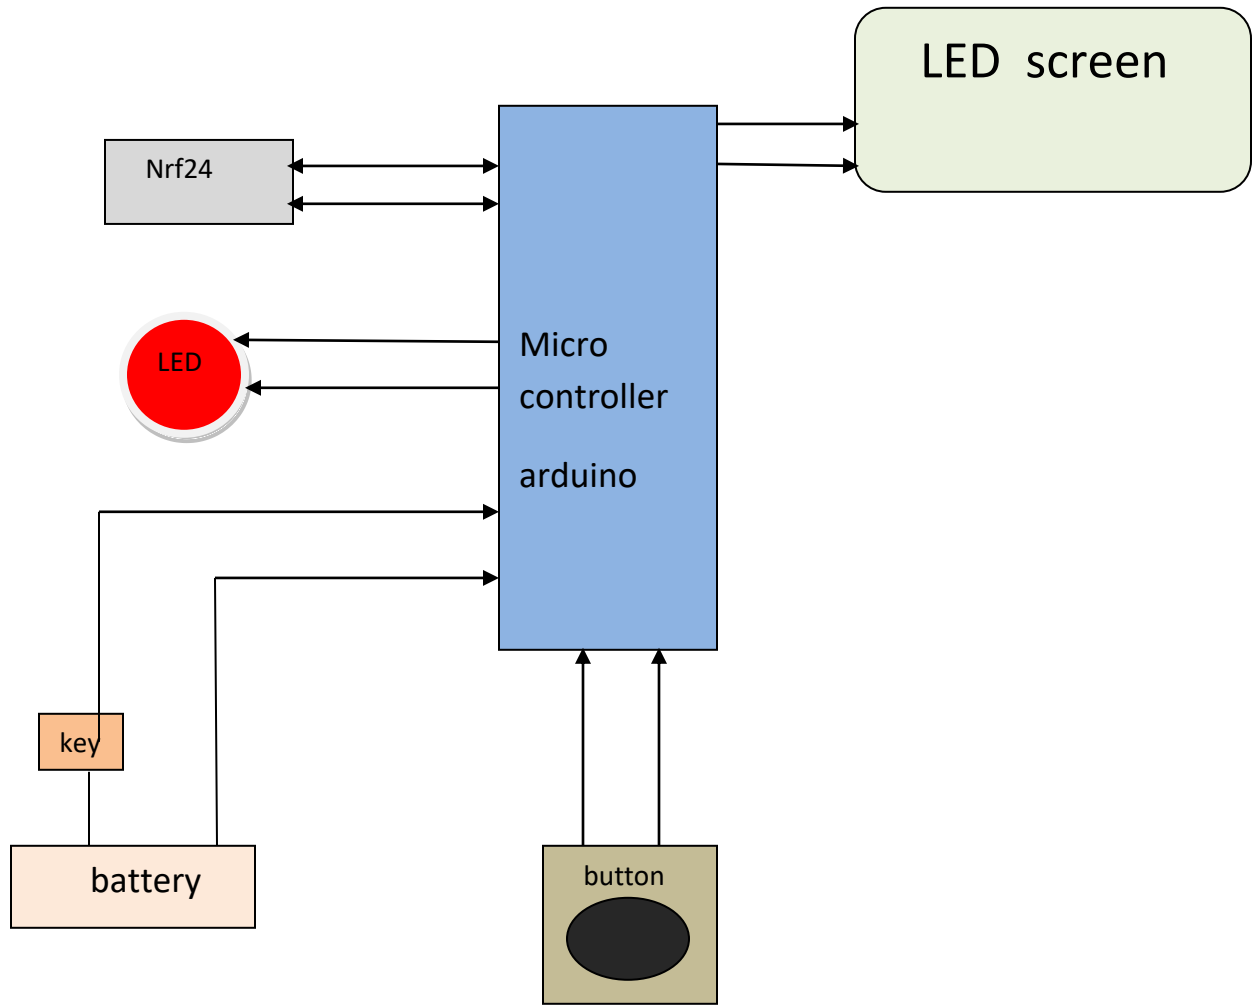 LED screen
Nrf24
LED
Micro
controller
arduino
key
battery
button